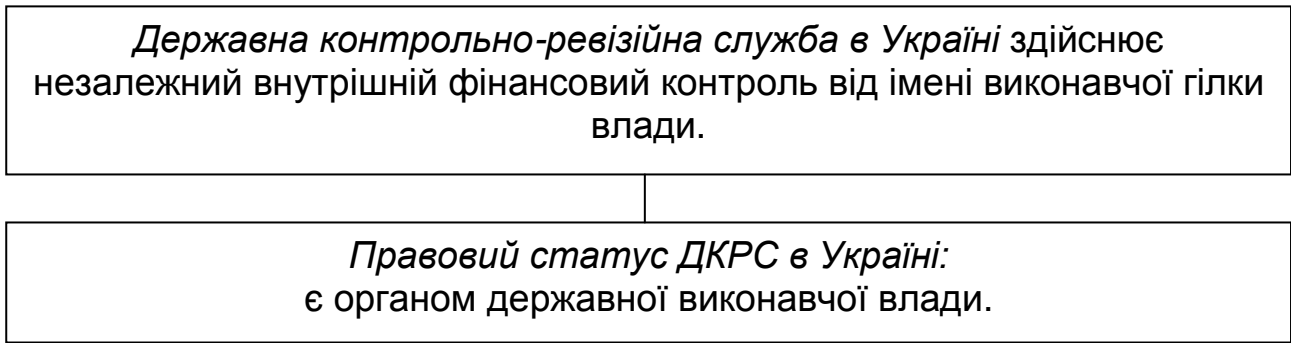 Державна контрольно-ревізійна служба в Україні здійснює
незалежний внутрішній фінансовий контроль від імені виконавчої гілки
влади.
Правовий статус ДКРС в Україні:
є органом державної виконавчої влади.